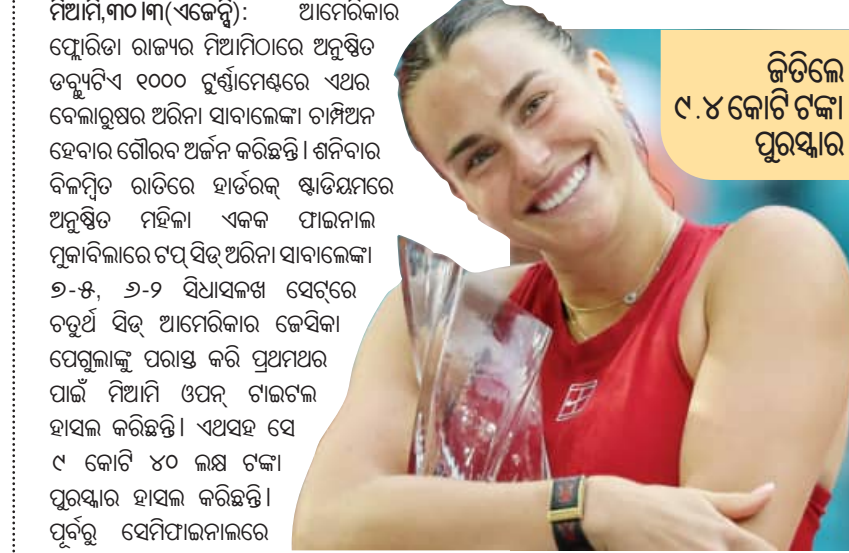 ମିଆମି,୩୦।୩(ଏଜେନ୍ସି): ଆମେରିକାର
ଫ୍ଲୋରିଡା ରାଜ୍ୟର ମିଆମିଠାରେ ଅନୁଷ୍ଠିତ
ଡବ୍ଲ୍ୟୁଟିଏ ୧୦୦୦ ଟୁର୍ଣ୍ଣାମେଣ୍ଟରେ ଏଥର
ବେଲାରୁଷର ଅରିନା ସାବାଲେଙ୍କା ଚାମ୍ପିଅନ
ହେବାର ଗୌରବ ଅର୍ଜନ କରିଛନ୍ତି। ଶନିବାର
ବିଳମ୍ବିତ ରାତିରେ ହାର୍ଡରକ୍ ଷ୍ଟାଡିୟମରେ
ଅନୁଷ୍ଠିତ ମହିଳା ଏକକ ଫାଇନାଲ
ମୁକାବିଲାରେ ଟପ୍ ସିଡ୍ ଅରିନା ସାବାଲେଙ୍କା
୭-୫, ୬-୨ ସିଧାସଳଖ ସେଟ୍‌ରେ
ଚତୁର୍ଥ ସିଡ୍ ଆମେରିକାର ଜେସିକା
ପେଗୁଲାଙ୍କୁ ପରାସ୍ତ କରି ପ୍ରଥମଥର
ପାଇଁ ମିଆମି ଓପନ୍ ଟାଇଟଲ
ହାସଲ କରିଛନ୍ତି। ଏଥିସହ ସେ
୯ କୋଟି ୪୦ ଲକ୍ଷ ଟଙ୍କା
ପୁରସ୍କାର ହାସଲ କରିଛନ୍ତି।
ପୂର୍ବରୁ ସେମିଫାଇନାଲରେ
ଜିତିଲେ
୯.୪ କୋଟି ଟଙ୍କା
ପୁରସ୍କାର